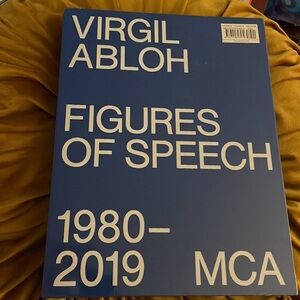 VIRGIL
ABLOH
FIGURES
OF SPEECH
1980–
2019 MCA